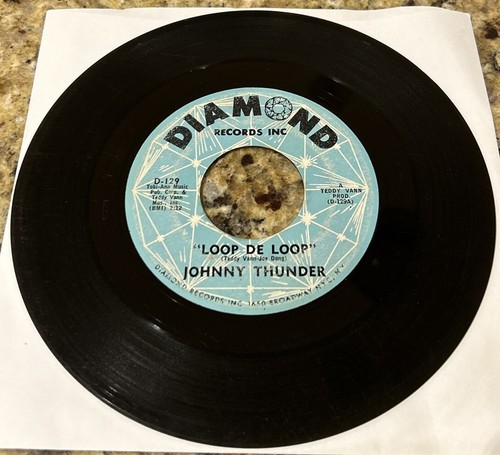 DIAMOND
RECORDS INC
D-129
Tobi-Ann Music
Pub. Corp. &
Teddy Vann
Mus. Inc.
(BMI) 2:12
A
TEDDY VANN
PROD.
(D-129A)
"LOOP DE LOOP"
(Teddy Vann-Joe Dong)
JOHNNY THUNDER
DIAMOND RECORDS INC. 1650 BROADWAY N.Y.C., N.Y.